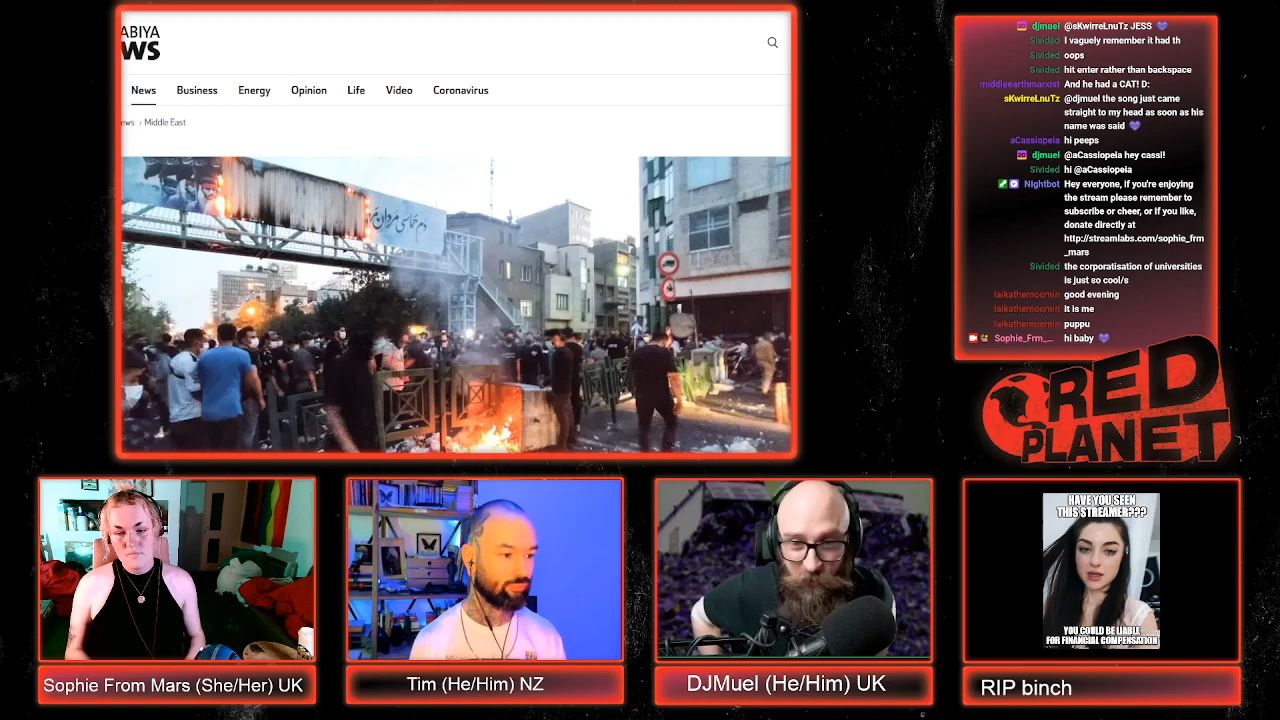 ABIYA
WS
News Business Energy Opinion Life Video Coronavirus
ews › Middle East
djmuel @sKwirreLnuTz JESS 💜
Sivided I vaguely remember it had th
Sivided oops
Sivided hit enter rather than backspace
middleearthmarxist And he had a CAT! D:
sKwirreLnuTz @djmuel the song just came
straight to my head as soon as his
name was said 💜
aCassiopeia hi peeps
djmuel @aCassiopeia hey cassi!
Sivided hi @aCassiopeia
Nightbot Hey everyone, if you're enjoying
the stream please remember to
subscribe or cheer, or if you like,
donate directly at
http://streamlabs.com/sophie_frm
_mars
Sivided the corporatisation of universities
is just so cool/s
laikathemoomin good evening
laikathemoomin it is me
laikathemoomin puppu
Sophie_Frm_... hi baby 💜
RED
PLANET
HAVE YOU SEEN
THIS STREAMER???
YOU COULD BE LIABLE
FOR FINANCIAL COMPENSATION
Sophie From Mars (She/Her) UK
Tim (He/Him) NZ
DJMuel (He/Him) UK
RIP binch